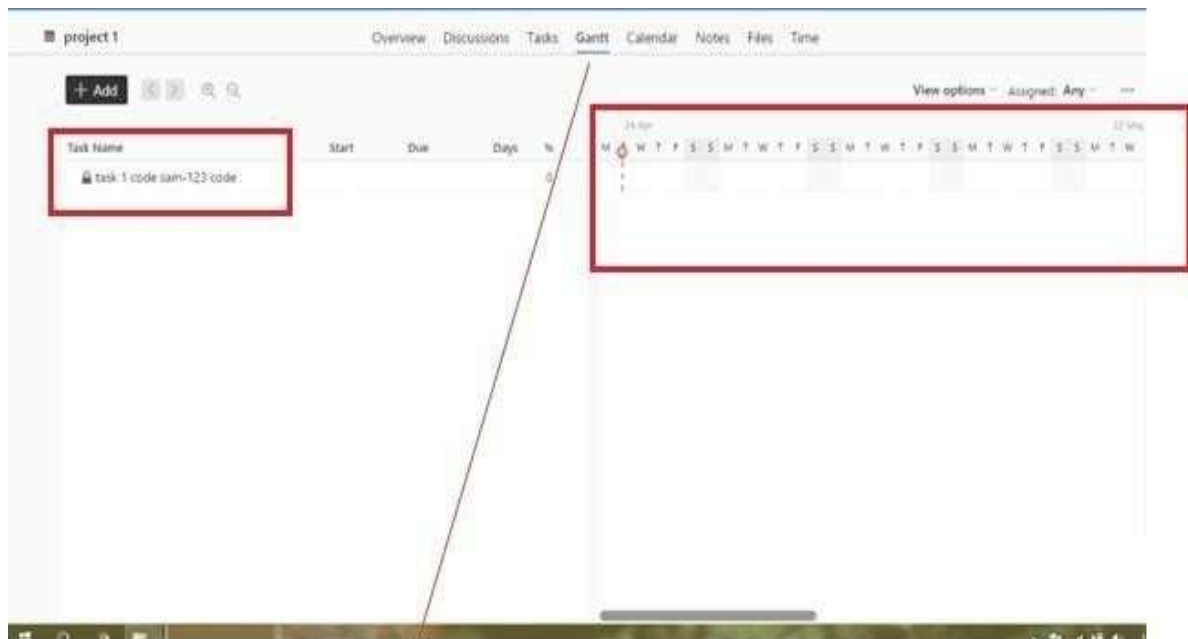 project 1 Overview Discussions Tasks Gantt Calendar Notes Files Time
+ Add View options Assigned: Any
Task Name Start Due Days %
M T W T F S S M T W T F S S M T W T F S S M T W T F S S M T W
task 1 code sam-123 code 0